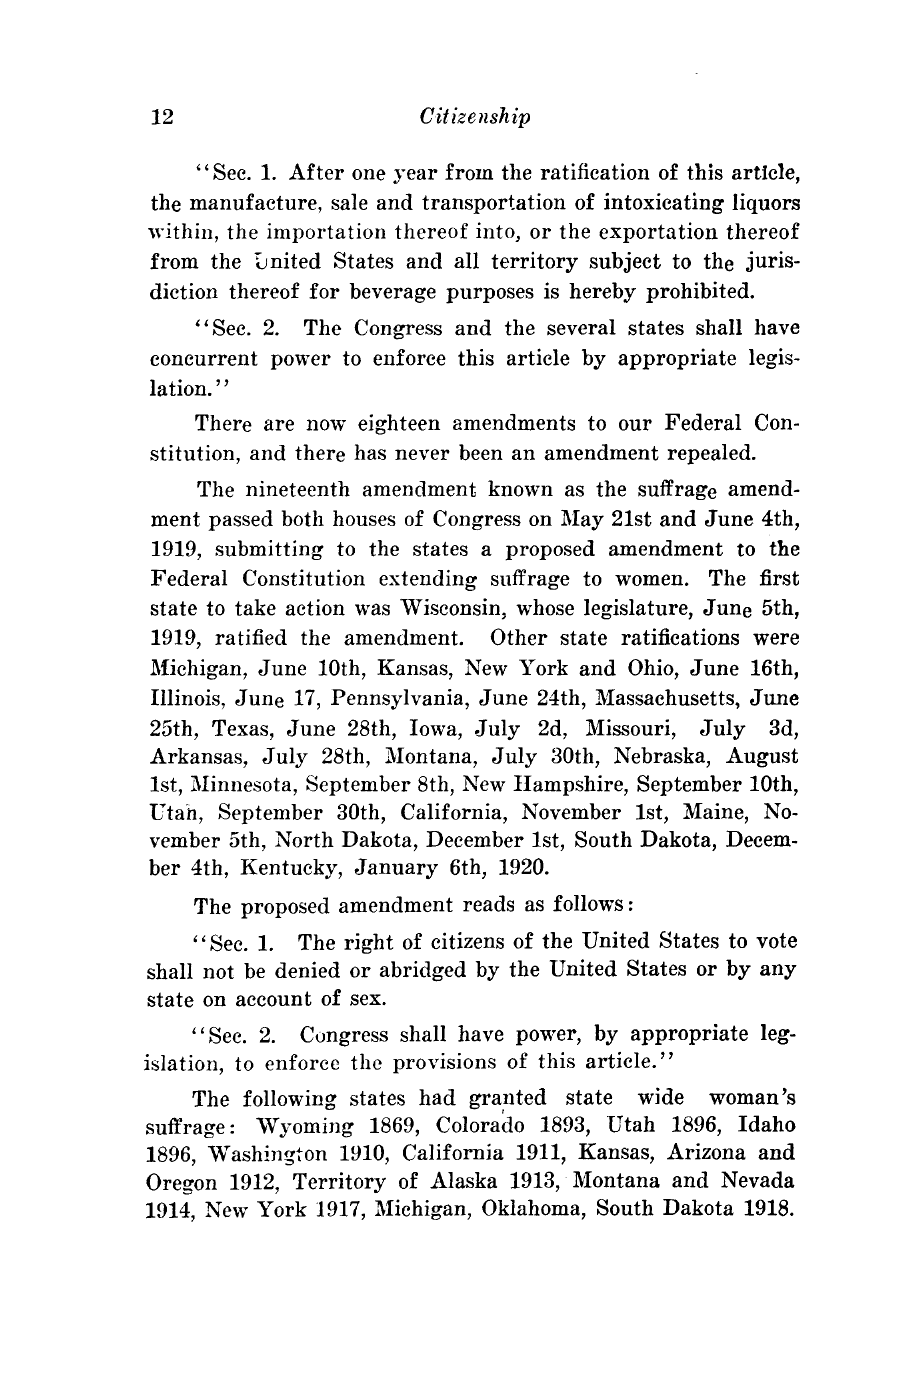 12 Citizenship
“Sec. 1. After one year from the ratification of this article,
the manufacture, sale and transportation of intoxicating liquors
within, the importation thereof into, or the exportation thereof
from the United States and all territory subject to the juris-
diction thereof for beverage purposes is hereby prohibited.
“Sec. 2. The Congress and the several states shall have
concurrent power to enforce this article by appropriate legis-
lation.”
There are now eighteen amendments to our Federal Con-
stitution, and there has never been an amendment repealed.
The nineteenth amendment known as the suffrage amend-
ment passed both houses of Congress on May 21st and June 4th,
1919, submitting to the states a proposed amendment to the
Federal Constitution extending suffrage to women. The first
state to take action was Wisconsin, whose legislature, June 5th,
1919, ratified the amendment. Other state ratifications were
Michigan, June 10th, Kansas, New York and Ohio, June 16th,
Illinois, June 17, Pennsylvania, June 24th, Massachusetts, June
25th, Texas, June 28th, Iowa, July 2d, Missouri, July 3d,
Arkansas, July 28th, Montana, July 30th, Nebraska, August
1st, Minnesota, September 8th, New Hampshire, September 10th,
Utah, September 30th, California, November 1st, Maine, No-
vember 5th, North Dakota, December 1st, South Dakota, Decem-
ber 4th, Kentucky, January 6th, 1920.
The proposed amendment reads as follows:
“Sec. 1. The right of citizens of the United States to vote
shall not be denied or abridged by the United States or by any
state on account of sex.
“Sec. 2. Congress shall have power, by appropriate leg-
islation, to enforce the provisions of this article.”
The following states had granted state wide woman's
suffrage: Wyoming 1869, Colorado 1893, Utah 1896, Idaho
1896, Washington 1910, California 1911, Kansas, Arizona and
Oregon 1912, Territory of Alaska 1913, Montana and Nevada
1914, New York 1917, Michigan, Oklahoma, South Dakota 1918.